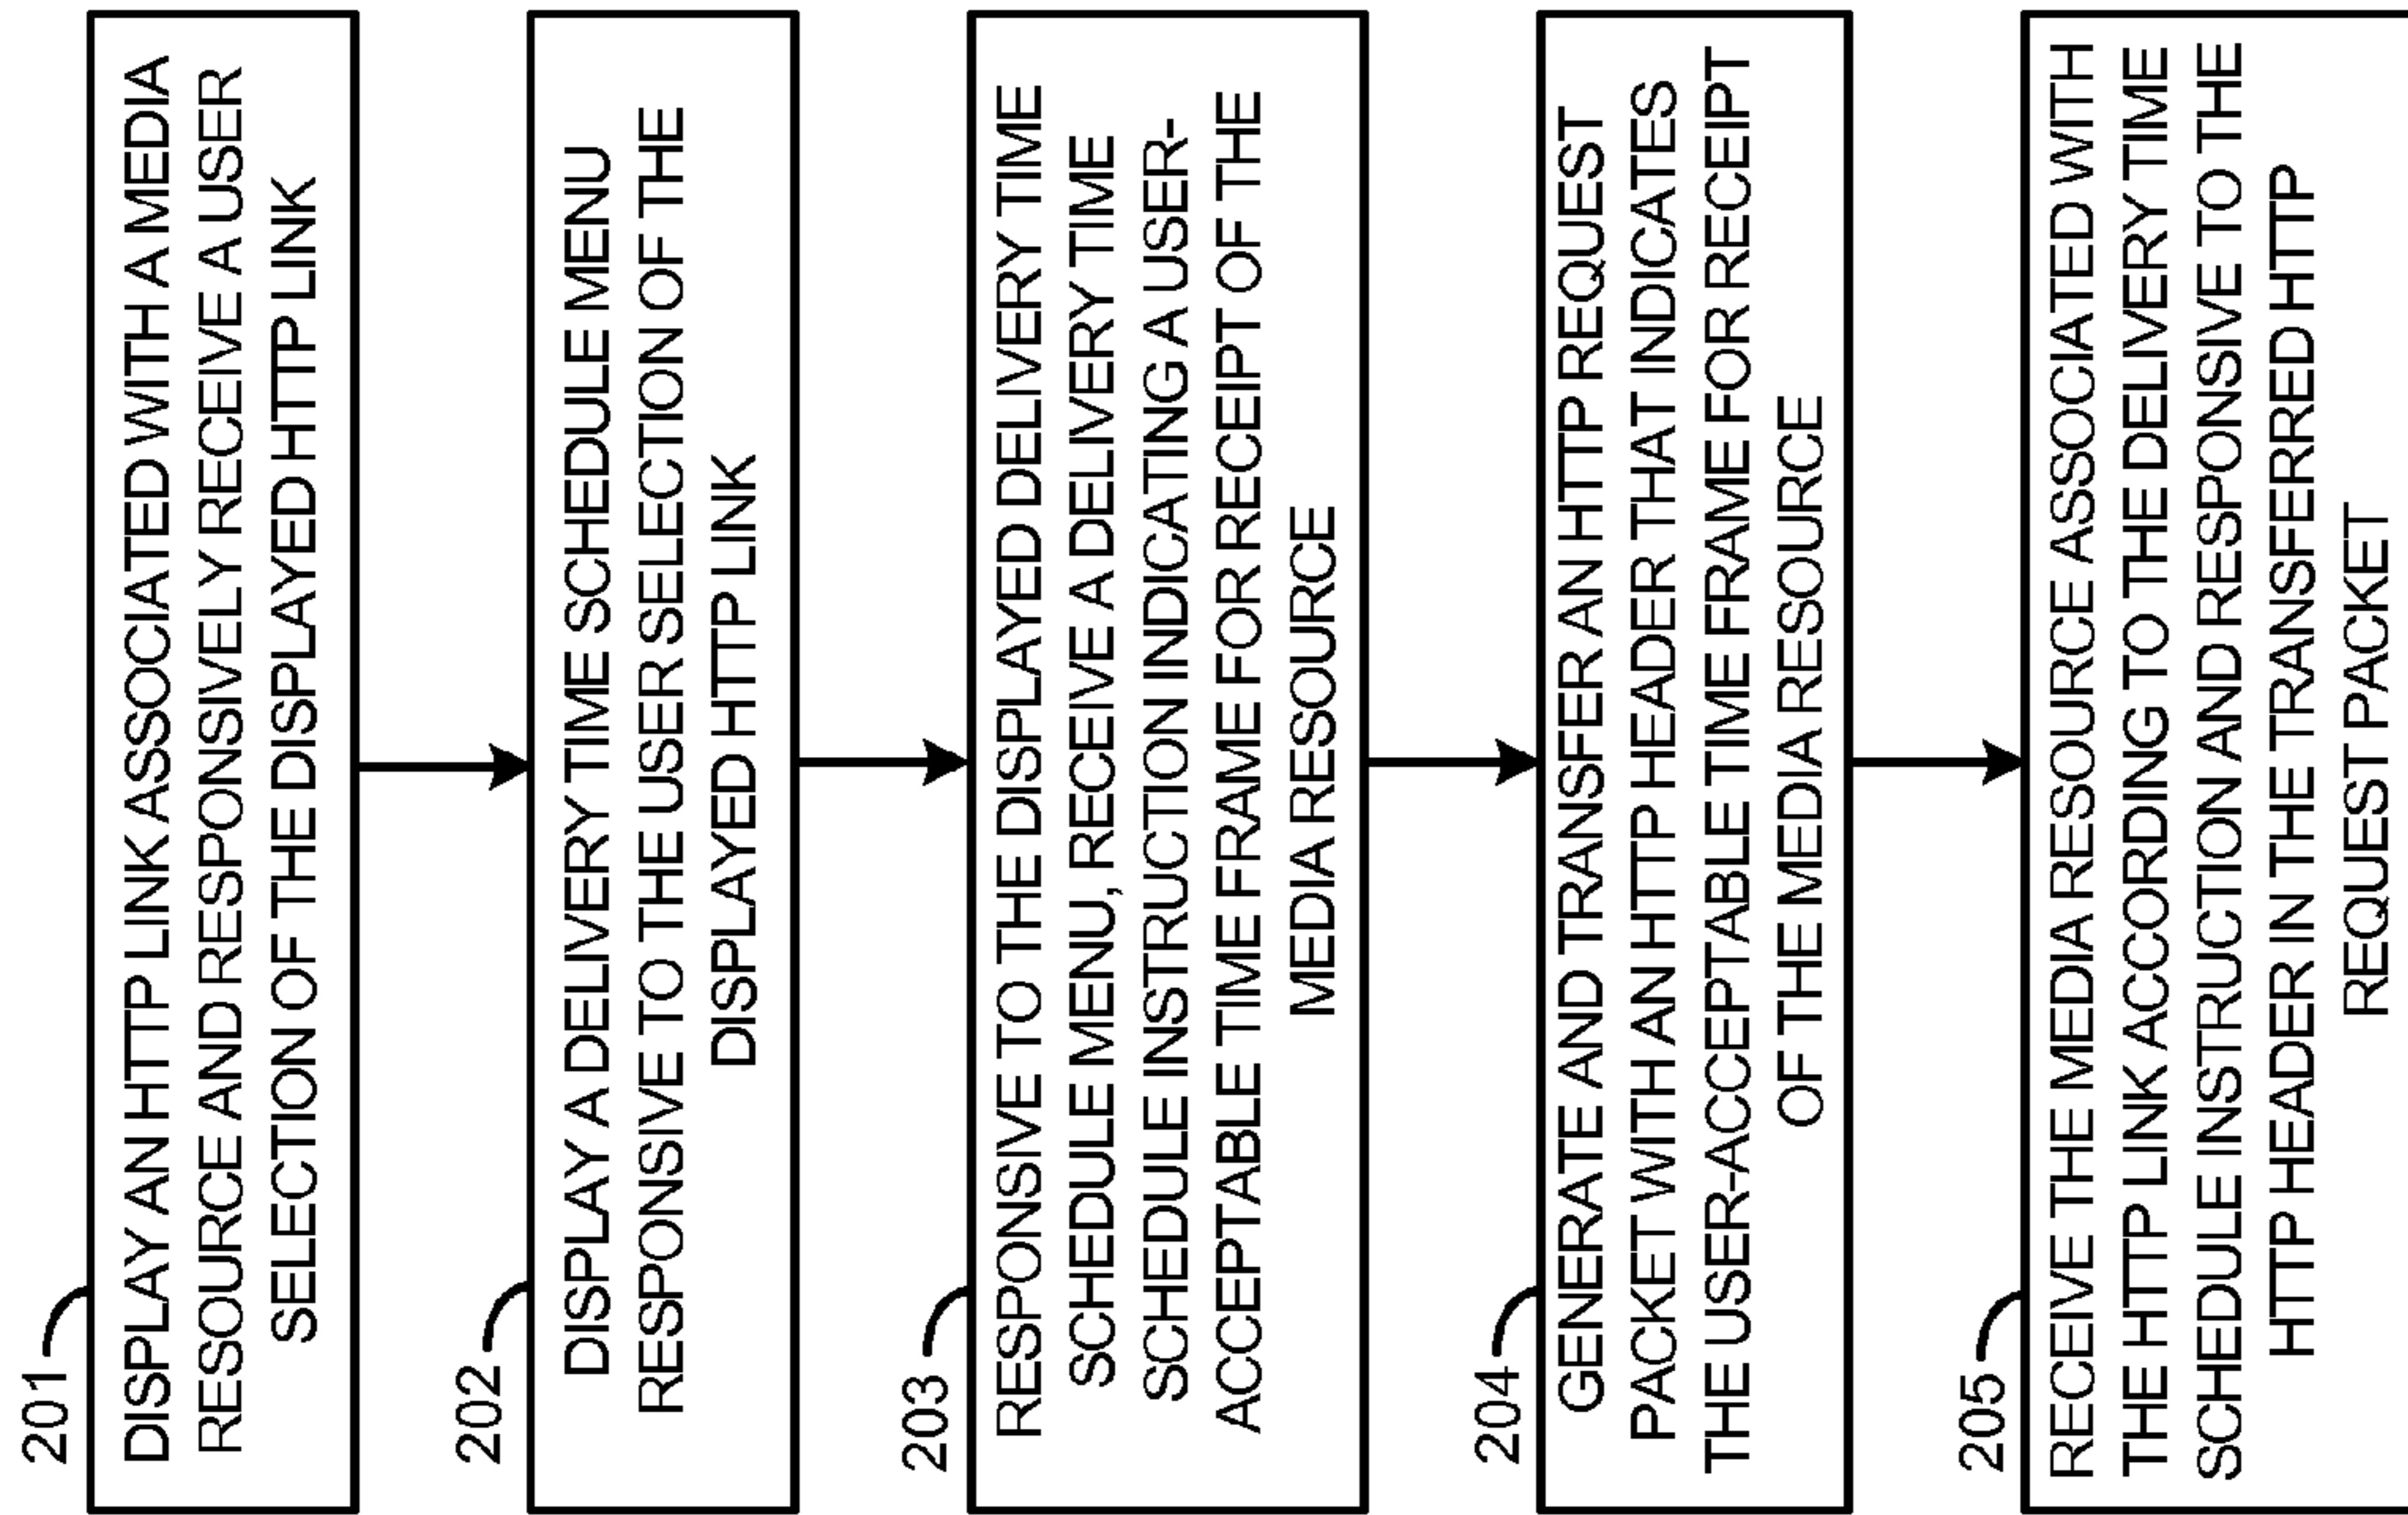 201
DISPLAY AN HTTP LINK ASSOCIATED WITH A MEDIA
RESOURCE AND RESPONSIVELY RECEIVE A USER
SELECTION OF THE DISPLAYED HTTP LINK
202
DISPLAY A DELIVERY TIME SCHEDULE MENU
RESPONSIVE TO THE USER SELECTION OF THE
DISPLAYED HTTP LINK
203
RESPONSIVE TO THE DISPLAYED DELIVERY TIME
SCHEDULE MENU, RECEIVE A DELIVERY TIME
SCHEDULE INSTRUCTION INDICATING A USER-
ACCEPTABLE TIME FRAME FOR RECEIPT OF THE
MEDIA RESOURCE
204
GENERATE AND TRANSFER AN HTTP REQUEST
PACKET WITH AN HTTP HEADER THAT INDICATES
THE USER-ACCEPTABLE TIME FRAME FOR RECEIPT
OF THE MEDIA RESOURCE
205
RECEIVE THE MEDIA RESOURCE ASSOCIATED WITH
THE HTTP LINK ACCORDING TO THE DELIVERY TIME
SCHEDULE INSTRUCTION AND RESPONSIVE TO THE
HTTP HEADER IN THE TRANSFERRED HTTP
REQUEST PACKET